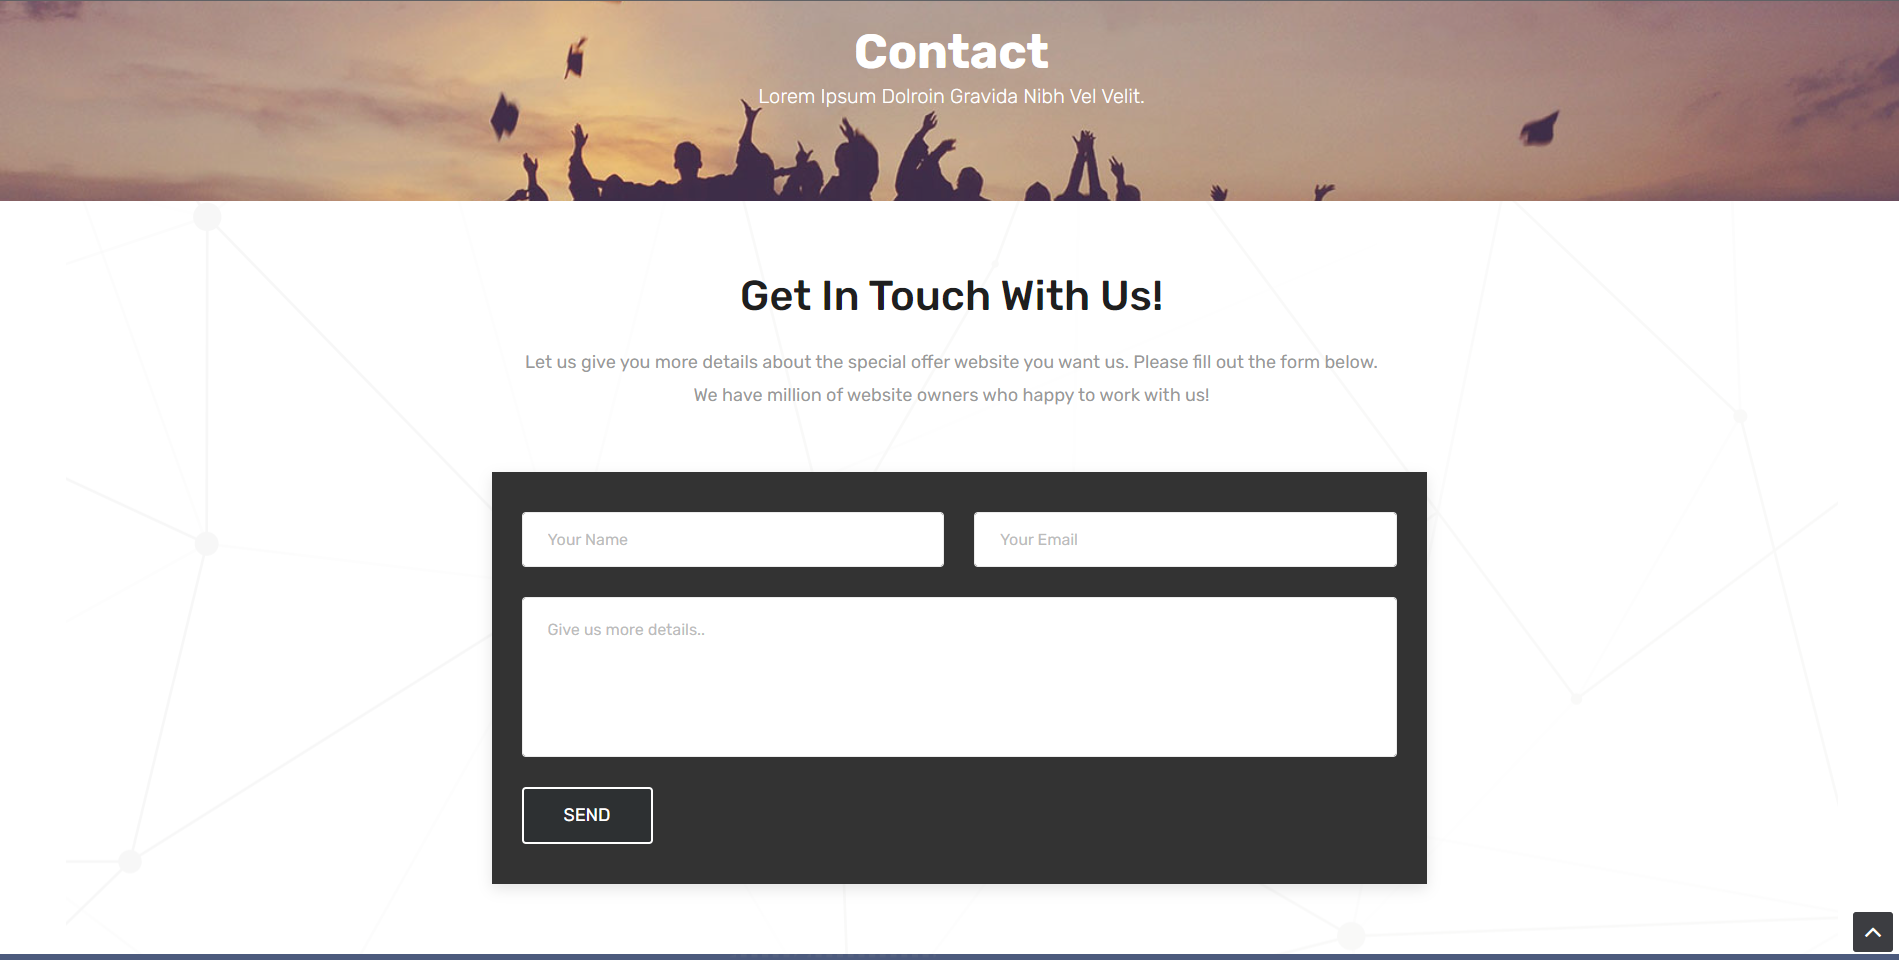 Contact
Lorem Ipsum Dolroin Gravida Nibh Vel Velit.
Get In Touch With Us!
Let us give you more details about the special offer website you want us. Please fill out the form below.
We have million of website owners who happy to work with us!
Your Name
Your Email
Give us more details..
SEND